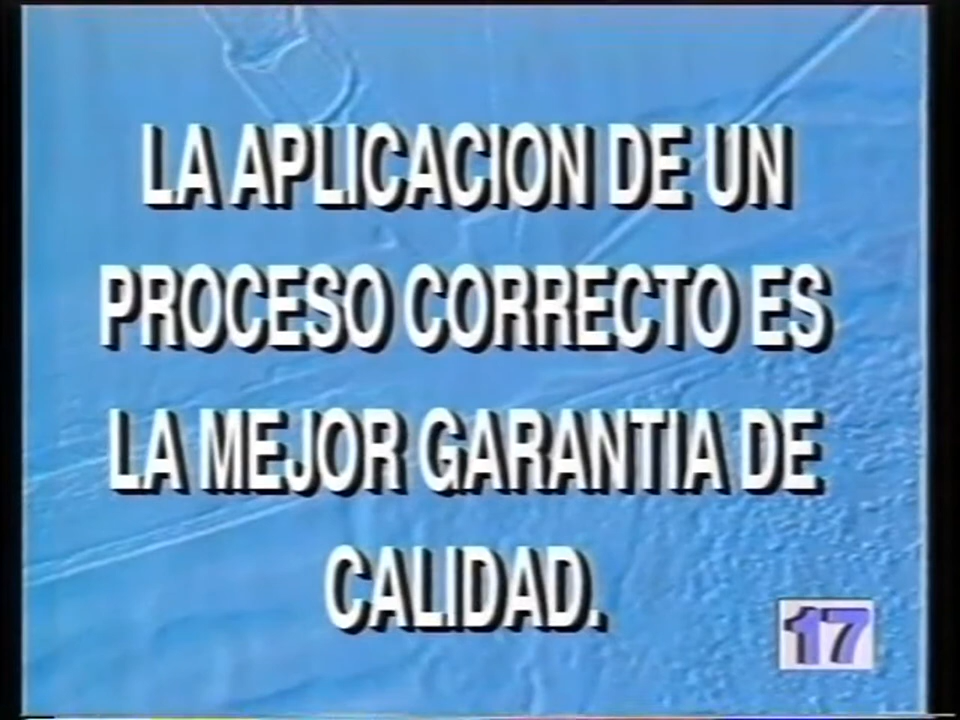 LA APLICACION DE UN
PROCESO CORRECTO ES
LA MEJOR GARANTIA DE
CALIDAD.
17